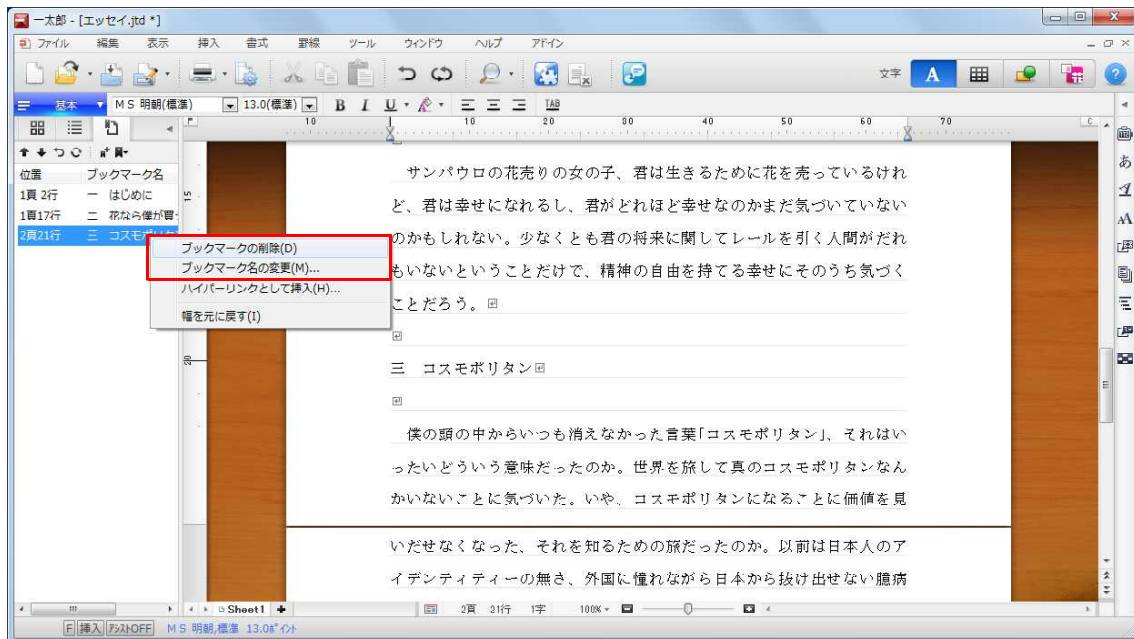 一太郎 - [エッセイ.jtd *]
ファイル 編集 表示 挿入 書式 罫線 ツール ウインドウ ヘルプ アドイン
文字 A
基本 MS 明朝(標準) 13.0(標準) B I U TAB
10 1 10 20 30 40 50 60 70
位置 ブックマーク名
1頁 2行 一 はじめに
1頁17行 二 花なら僕が買
2頁21行 三 コスモポリタン
ブックマークの削除(D)
ブックマーク名の変更(M)...
ハイパーリンクとして挿入(H)...
幅を元に戻す(I)
15
20
サンパウロの花売りの女の子、君は生きるために花を売っているけれ
ど、君は幸せになれるし、君がどれほど幸せなのかまだ気づいていない
のかもしれない。少なくとも君の将来に関してレールを引く人間がだれ
もいないということだけで、精神の自由を持てる幸せにそのうち気づく
ことだろう。
三 コスモポリタン
僕の頭の中からいつも消えなかった言葉「コスモポリタン」、それはい
ったいどういう意味だったのか。世界を旅して真のコスモポリタンなん
かいないことに気づいた。いや、コスモポリタンになることに価値を見
いだせなくなった、それを知るための旅だったのか。以前は日本人のア
イデンティティーの無さ、外国に憧れながら日本から抜け出せない臆病
Sheet1 2頁 21行 1字 100%
F 挿入 アシストOFF MS 明朝,標準 13.0ポイント